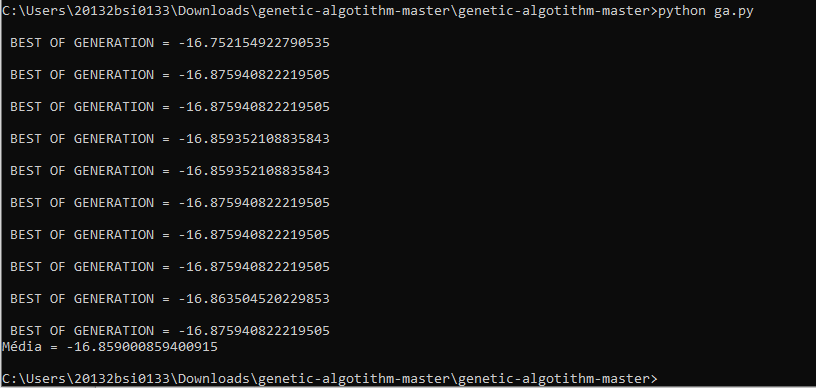 C:\Users\20132bsi0133\Downloads\genetic-algotithm-master\genetic-algotithm-master>python ga.py
BEST OF GENERATION = -16.752154922790535
BEST OF GENERATION = -16.875940822219505
BEST OF GENERATION = -16.875940822219505
BEST OF GENERATION = -16.859352108835843
BEST OF GENERATION = -16.859352108835843
BEST OF GENERATION = -16.875940822219505
BEST OF GENERATION = -16.875940822219505
BEST OF GENERATION = -16.875940822219505
BEST OF GENERATION = -16.863504520229853
BEST OF GENERATION = -16.875940822219505
Média = -16.859000859400915
C:\Users\20132bsi0133\Downloads\genetic-algotithm-master\genetic-algotithm-master>